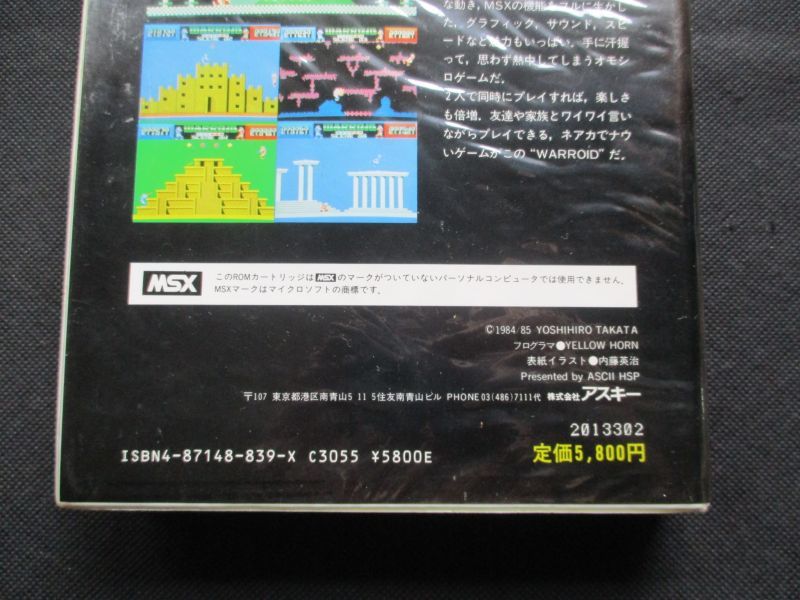 な動き,MSXの機能をフルに生かし
た,グラフィック,サウンド,スピ
ードなど魅力もいっぱい.手に汗握
って,思わず熱中してしまうオモシ
ロゲームだ.
2人で同時にプレイすれば,楽しさ
も倍増.友達や家族とワイワイ言い
ながらプレイできる,ネアカでナウ
いゲームがこの"WARROID"だ.
WARROID
WARROID
WARROID
WARROID
MSX
このROMカートリッジはMSXのマークがついていないパーソナルコンピュータでは使用できません.
MSXマークはマイクロソフトの商標です.
©1984/85 YOSHIHIRO TAKATA
プログラマ●YELLOW HORN
表紙イラスト●内藤英治
Presented by ASCII HSP
〒107 東京都港区南青山5 11 5住友南青山ビル PHONE 03(486)7111代 株式会社アスキー
2013302
ISBN4-87148-839-X C3055 ¥5800E
定価5,800円